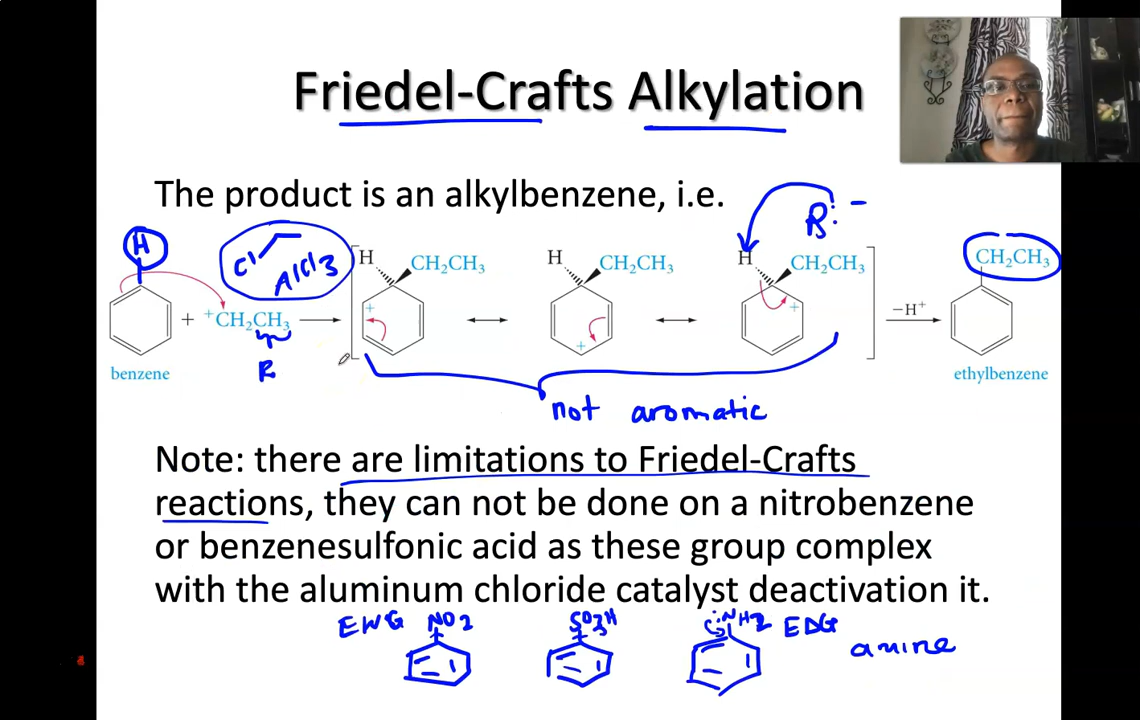 Friedel-Crafts Alkylation
The product is an alkylbenzene, i.e.
R:-
H
Cl
AlCl3
H
CH₂CH₃
H
CH₂CH₃
H
CH₂CH₃
CH₂CH₃
+ ⁺CH₂CH₃
+
+
+
−H⁺
R
benzene
ethylbenzene
not aromatic
Note: there are limitations to Friedel-Crafts
reactions, they can not be done on a nitrobenzene
or benzenesulfonic acid as these group complex
with the aluminum chloride catalyst deactivation it.
EWG NO2 SO3H :NH2 EDG
amine